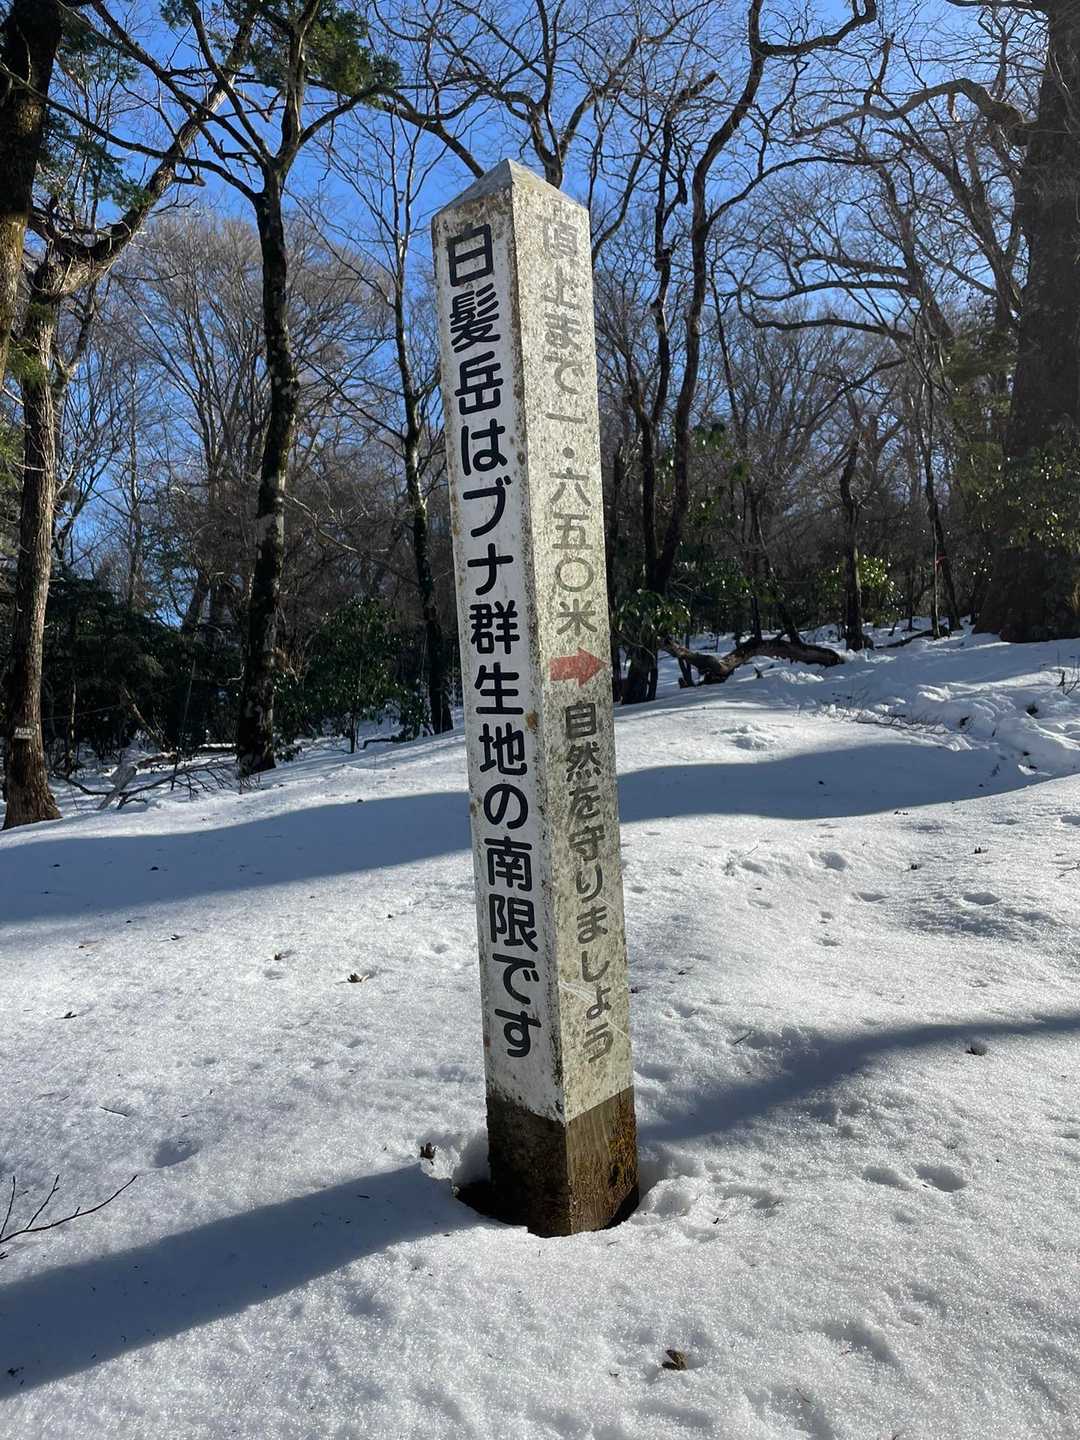 白髪岳はブナ群生地の南限です
頂上まで一・六五〇米
自然を守りましょう